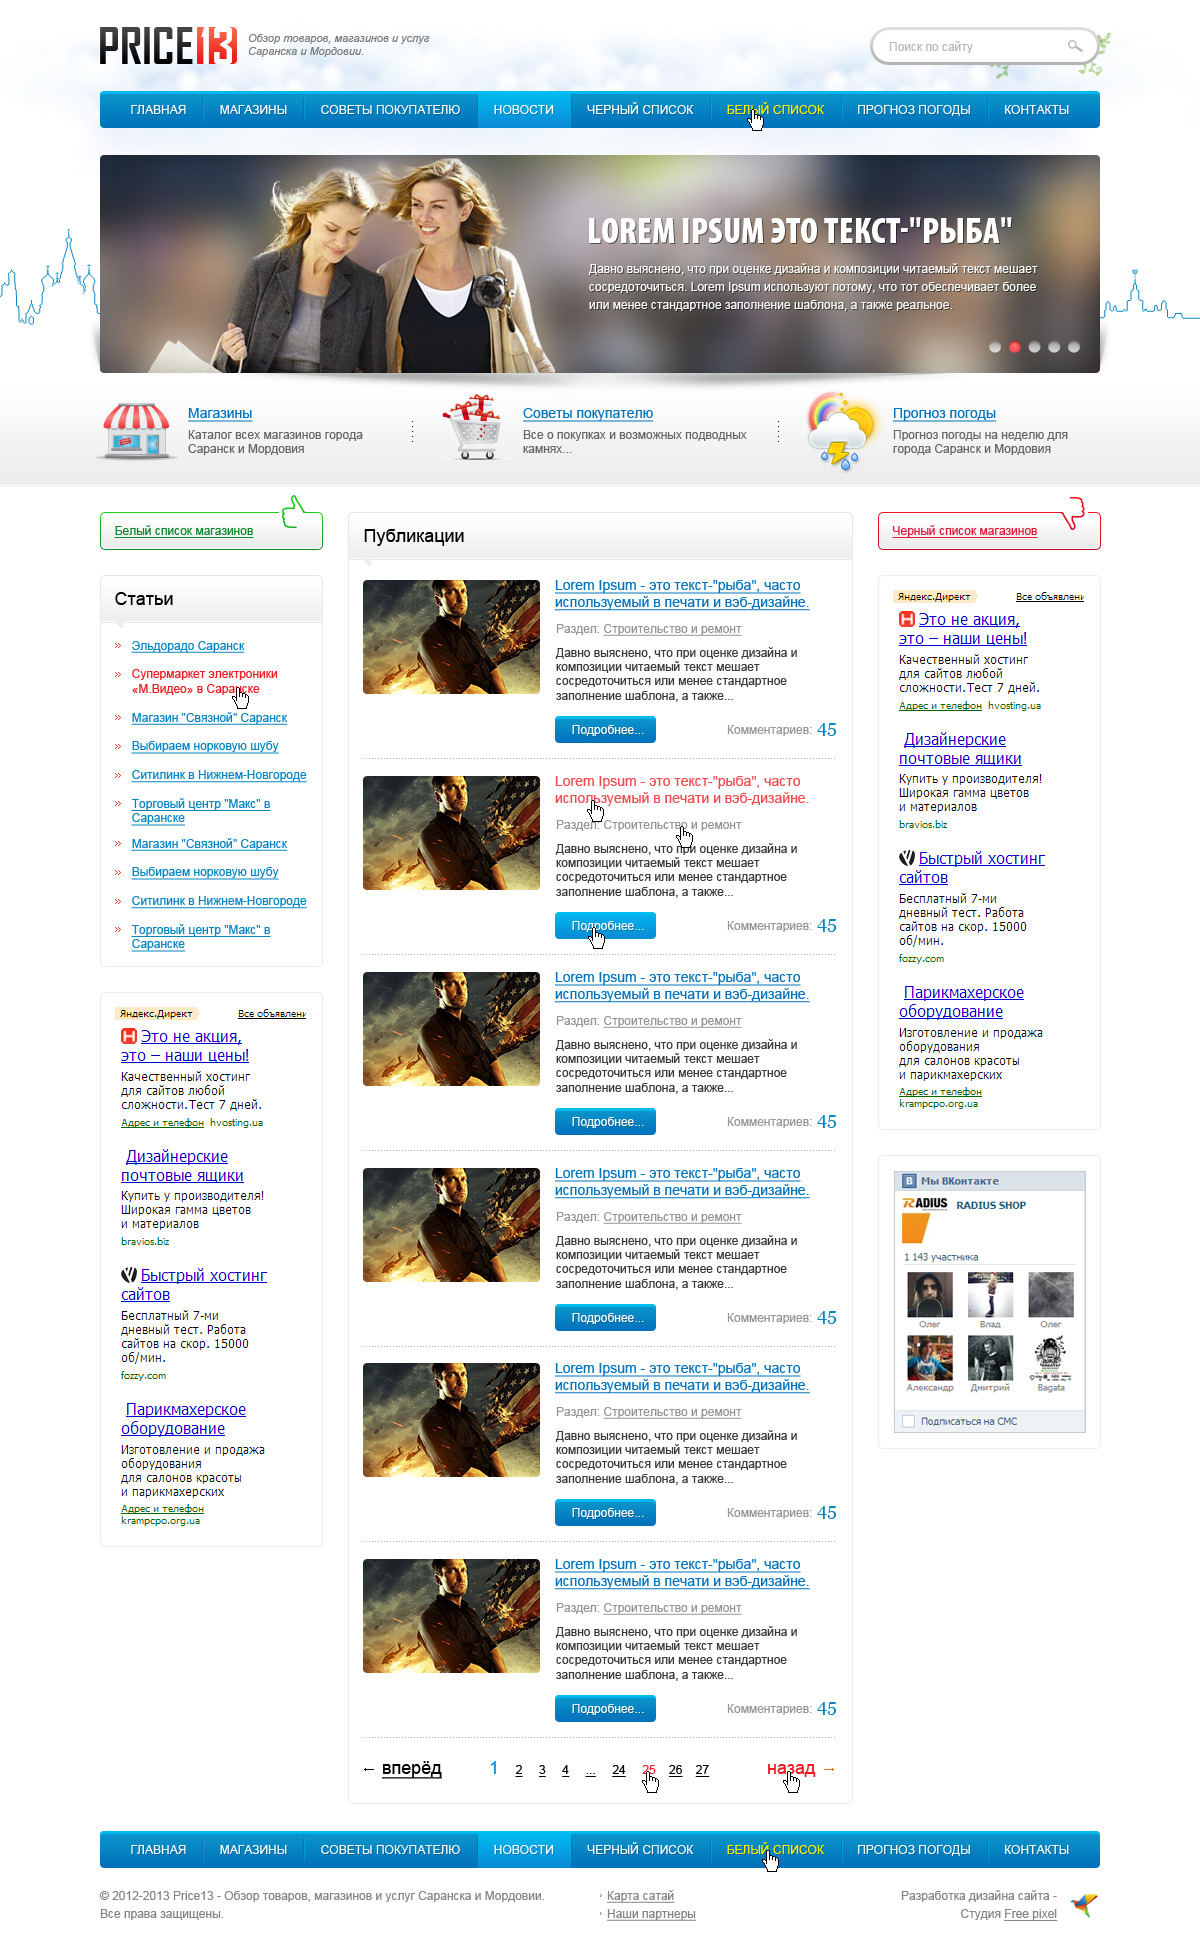 PRICE13
Обзор товаров, магазинов и услуг
Саранска и Мордовии.
Поиск по сайту
ГЛАВНАЯ МАГАЗИНЫ СОВЕТЫ ПОКУПАТЕЛЮ НОВОСТИ ЧЕРНЫЙ СПИСОК БЕЛЫЙ СПИСОК ПРОГНОЗ ПОГОДЫ КОНТАКТЫ
LOREM IPSUM ЭТО ТЕКСТ-"РЫБА"
Давно выяснено, что при оценке дизайна и композиции читаемый текст мешает
сосредоточиться. Lorem Ipsum используют потому, что тот обеспечивает более
или менее стандартное заполнение шаблона, а также реальное.
Магазины
Каталог всех магазинов города
Саранск и Мордовия
Советы покупателю
Все о покупках и возможных подводных
камнях...
Прогноз погоды
Прогноз погоды на неделю для
города Саранск и Мордовия
Белый список магазинов
Статьи
Эльдорадо Саранск
Супермаркет электроники
«М.Видео» в Саранске
Магазин "Связной" Саранск
Выбираем норковую шубу
Ситилинк в Нижнем-Новгороде
Торговый центр "Макс" в
Саранске
Магазин "Связной" Саранск
Выбираем норковую шубу
Ситилинк в Нижнем-Новгороде
Торговый центр "Макс" в
Саранске
Яндекс.Директ Все объявлени
Это не акция,
это – наши цены!
Качественный хостинг
для сайтов любой
сложности.Тест 7 дней.
Адрес и телефон hvosting.ua
Дизайнерские
почтовые ящики
Купить у производителя!
Широкая гамма цветов
и материалов
bravios.biz
Быстрый хостинг
сайтов
Бесплатный 7-ми
дневный тест. Работа
сайтов на скор. 15000
об/мин.
fozzy.com
Парикмахерское
оборудование
Изготовление и продажа
оборудования
для салонов красоты
и парикмахерских
Адрес и телефон
krampcpo.org.ua
Публикации
Lorem Ipsum - это текст-"рыба", часто
используемый в печати и вэб-дизайне.
Раздел: Строительство и ремонт
Давно выяснено, что при оценке дизайна и
композиции читаемый текст мешает
сосредоточиться или менее стандартное
заполнение шаблона, а также...
Подробнее... Комментариев: 45
Lorem Ipsum - это текст-"рыба", часто
используемый в печати и вэб-дизайне.
Раздел: Строительство и ремонт
Давно выяснено, что при оценке дизайна и
композиции читаемый текст мешает
сосредоточиться или менее стандартное
заполнение шаблона, а также...
Подробнее... Комментариев: 45
Lorem Ipsum - это текст-"рыба", часто
используемый в печати и вэб-дизайне.
Раздел: Строительство и ремонт
Давно выяснено, что при оценке дизайна и
композиции читаемый текст мешает
сосредоточиться или менее стандартное
заполнение шаблона, а также...
Подробнее... Комментариев: 45
Lorem Ipsum - это текст-"рыба", часто
используемый в печати и вэб-дизайне.
Раздел: Строительство и ремонт
Давно выяснено, что при оценке дизайна и
композиции читаемый текст мешает
сосредоточиться или менее стандартное
заполнение шаблона, а также...
Подробнее... Комментариев: 45
Lorem Ipsum - это текст-"рыба", часто
используемый в печати и вэб-дизайне.
Раздел: Строительство и ремонт
Давно выяснено, что при оценке дизайна и
композиции читаемый текст мешает
сосредоточиться или менее стандартное
заполнение шаблона, а также...
Подробнее... Комментариев: 45
Lorem Ipsum - это текст-"рыба", часто
используемый в печати и вэб-дизайне.
Раздел: Строительство и ремонт
Давно выяснено, что при оценке дизайна и
композиции читаемый текст мешает
сосредоточиться или менее стандартное
заполнение шаблона, а также...
Подробнее... Комментариев: 45
← вперёд 1 2 3 4 ... 24 25 26 27 назад →
Черный список магазинов
Яндекс.Директ Все объявлени
Это не акция,
это – наши цены!
Качественный хостинг
для сайтов любой
сложности.Тест 7 дней.
Адрес и телефон hvosting.ua
Дизайнерские
почтовые ящики
Купить у производителя!
Широкая гамма цветов
и материалов
bravios.biz
Быстрый хостинг
сайтов
Бесплатный 7-ми
дневный тест. Работа
сайтов на скор. 15000
об/мин.
fozzy.com
Парикмахерское
оборудование
Изготовление и продажа
оборудования
для салонов красоты
и парикмахерских
Адрес и телефон
krampcpo.org.ua
В Мы ВКонтакте
RADIUS RADIUS SHOP
1 143 участника
Олег Влад Олег
Александр Дмитрий Bagata
Подписаться на СМС
ГЛАВНАЯ МАГАЗИНЫ СОВЕТЫ ПОКУПАТЕЛЮ НОВОСТИ ЧЕРНЫЙ СПИСОК БЕЛЫЙ СПИСОК ПРОГНОЗ ПОГОДЫ КОНТАКТЫ
© 2012-2013 Price13 - Обзор товаров, магазинов и услуг Саранска и Мордовии.
Все права защищены.
Карта сатай
Наши партнеры
Разработка дизайна сайта -
Студия Free pixel